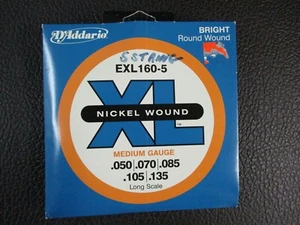 D'Addario
BRIGHT
Round Wound
5 STRING
EXL160-5
XL
NICKEL WOUND
MEDIUM GAUGE
.050 .070 .085
.105 .135
Long Scale